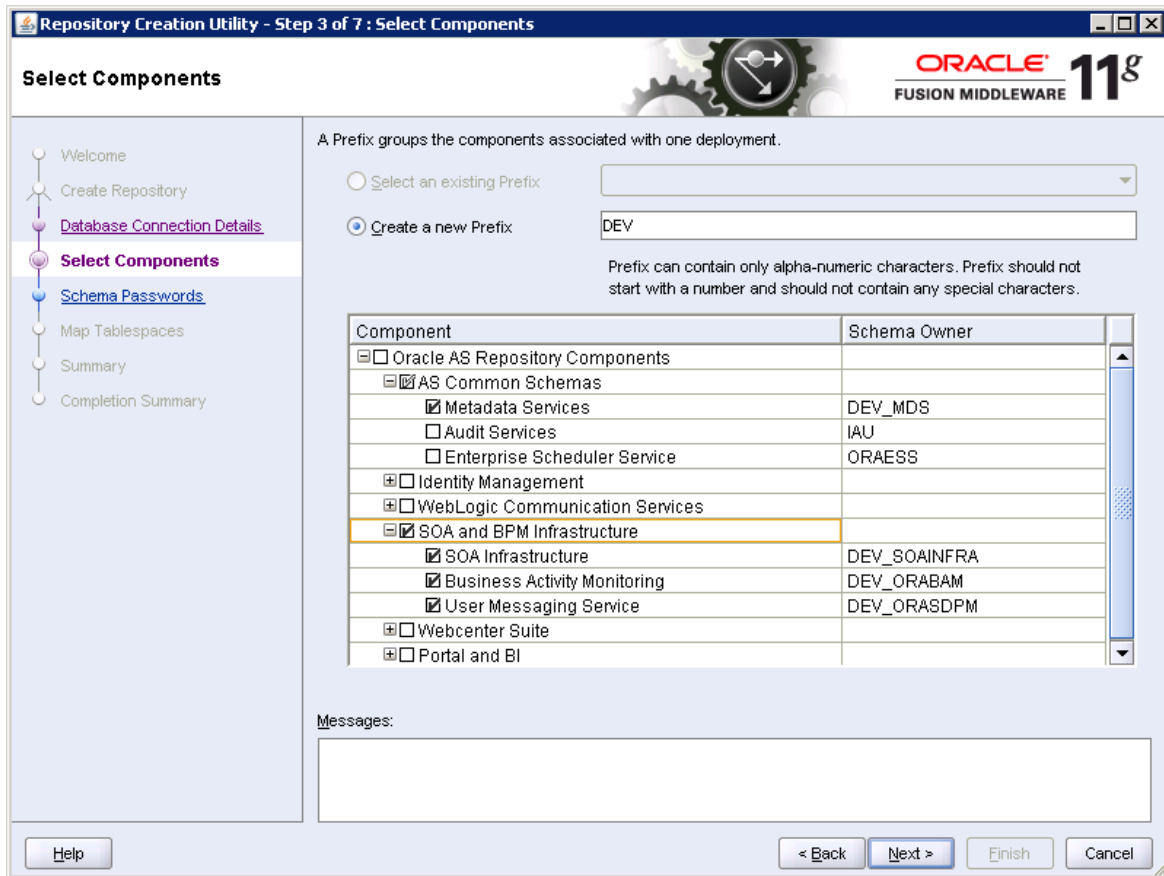 Repository Creation Utility - Step 3 of 7 : Select Components
Select Components
ORACLE
FUSION MIDDLEWARE
11g
Welcome
Create Repository
Database Connection Details
Select Components
Schema Passwords
Map Tablespaces
Summary
Completion Summary
A Prefix groups the components associated with one deployment.
Select an existing Prefix
Create a new Prefix DEV
Prefix can contain only alpha-numeric characters. Prefix should not
start with a number and should not contain any special characters.
Component Schema Owner
Oracle AS Repository Components
AS Common Schemas
Metadata Services DEV_MDS
Audit Services IAU
Enterprise Scheduler Service ORAESS
Identity Management
WebLogic Communication Services
SOA and BPM Infrastructure
SOA Infrastructure DEV_SOAINFRA
Business Activity Monitoring DEV_ORABAM
User Messaging Service DEV_ORASDPM
Webcenter Suite
Portal and BI
Messages:
Help < Back Next > Finish Cancel